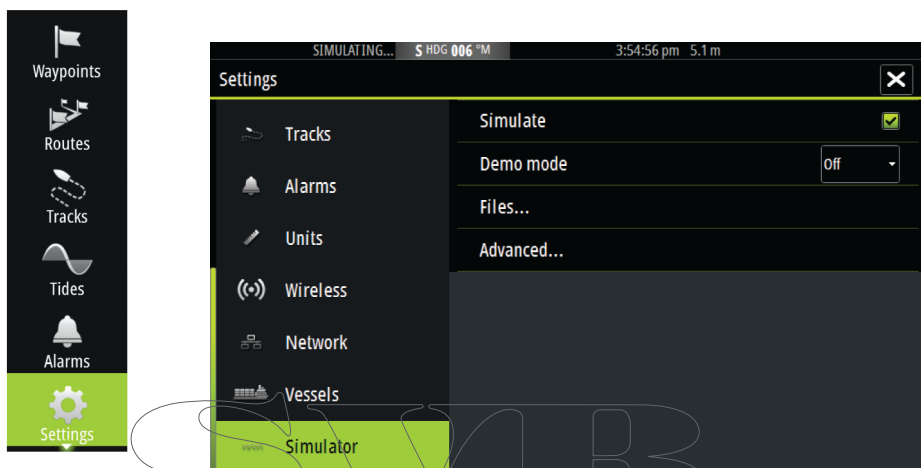 Waypoints
Routes
Tracks
Tides
Alarms
Settings
SIMULATING... S HDG 006 °M 3:54:56 pm 5.1 m
Settings
Tracks
Alarms
Units
Wireless
Network
Vessels
Simulator
Simulate
Demo mode Off
Files...
Advanced...
SVB